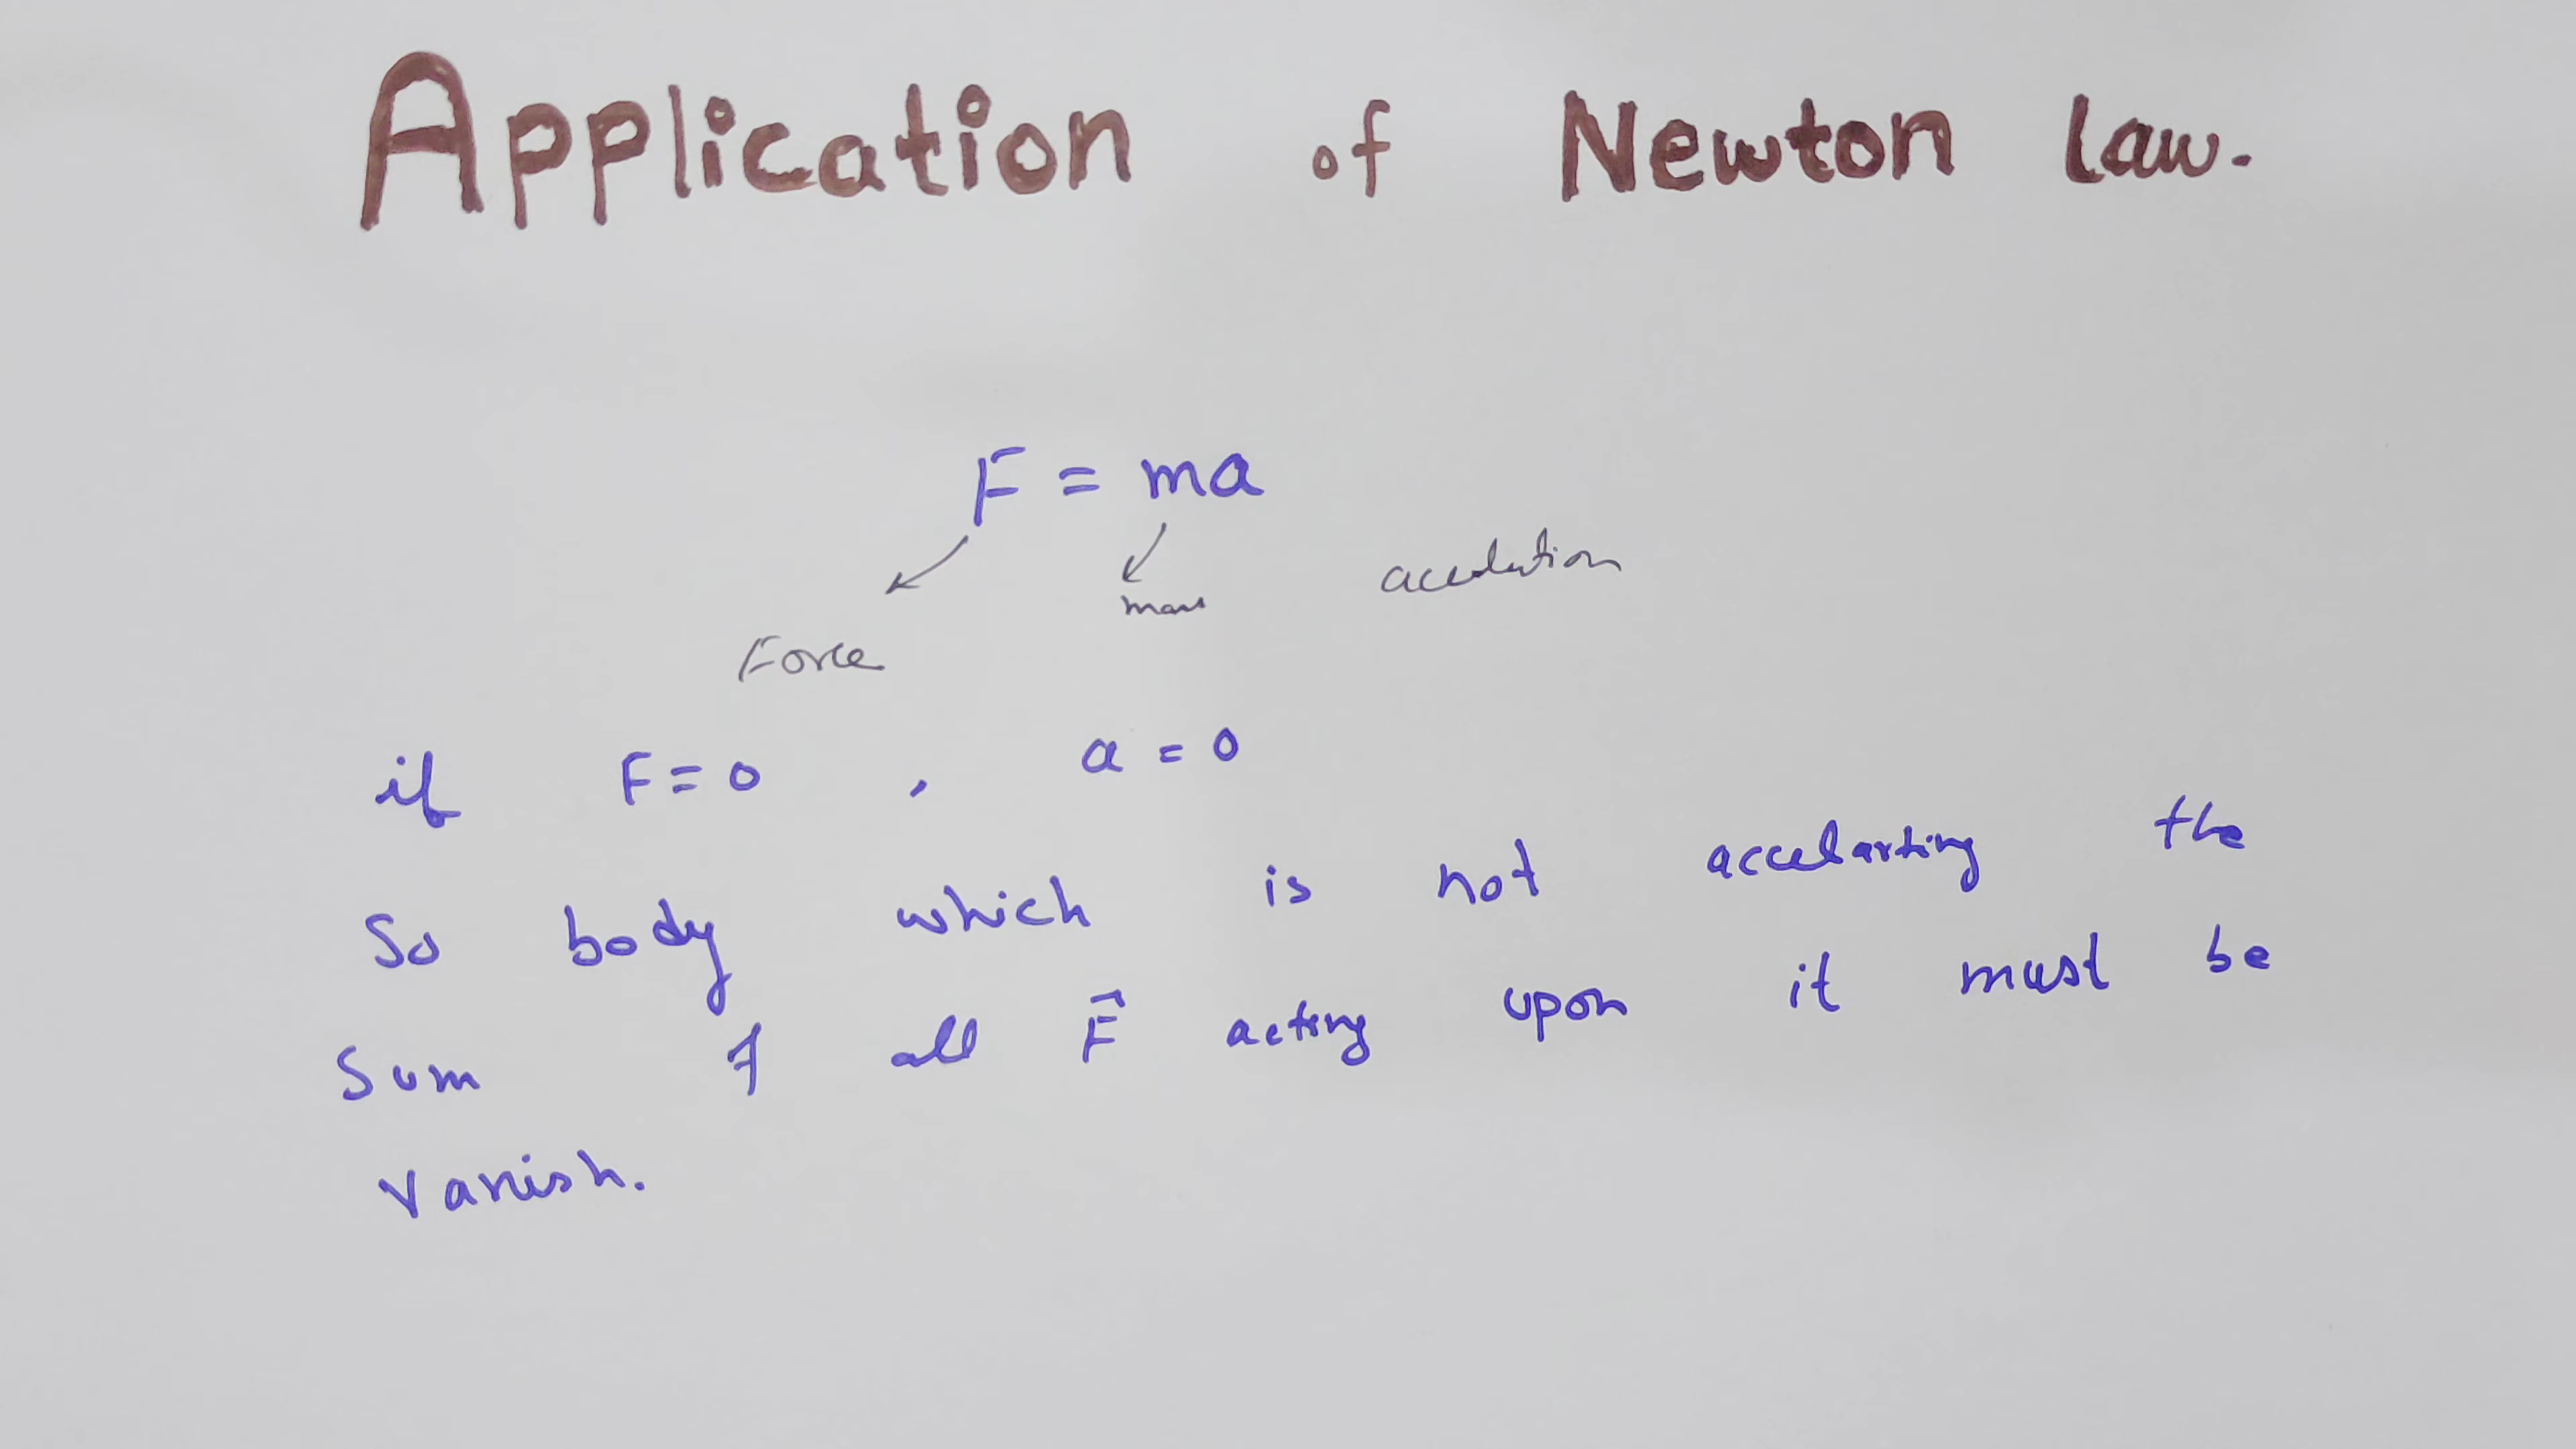 Application of Newton law.
F = ma
mass acceleration
Force
if F = 0 , a = 0
So body which is not accelarting the
sum of all F⃗ acting upon it must be
vanish.